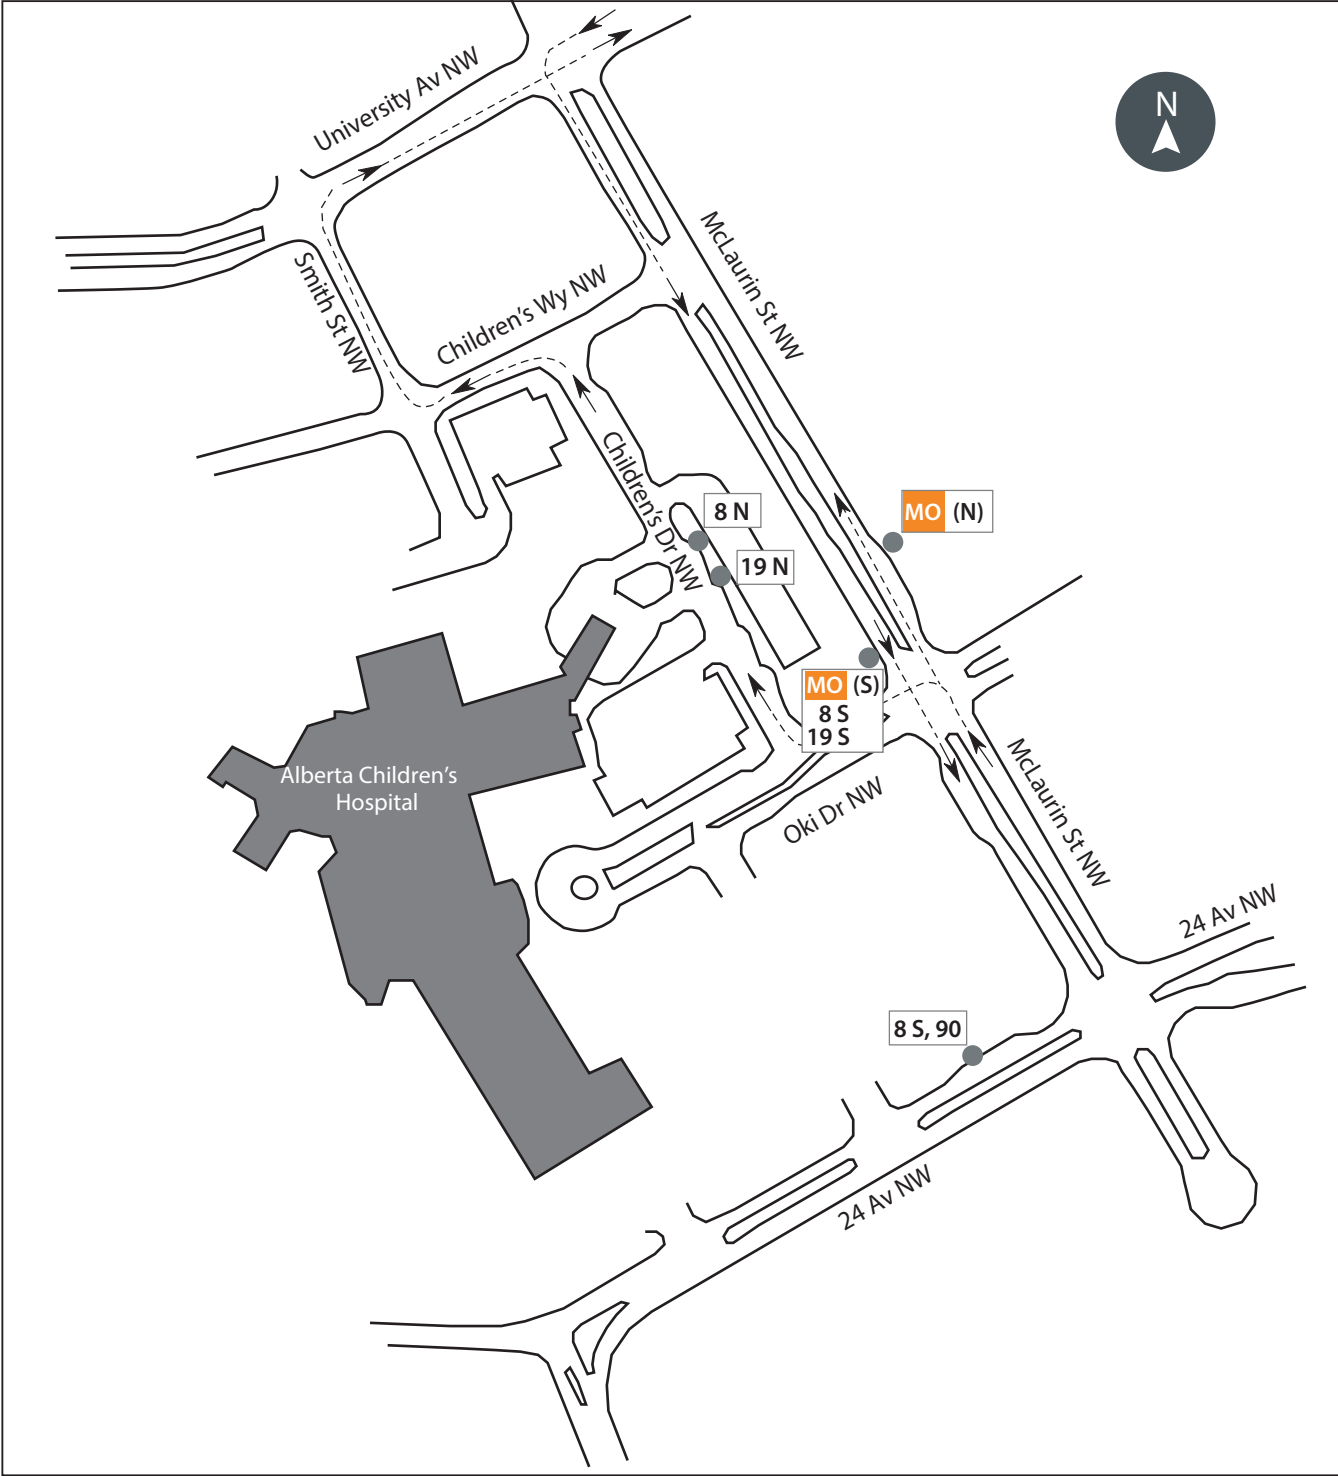 University Av NW
N
McLaurin St NW
Smith St NW
Children's Wy NW
Children's Dr NW
8 N
MO (N)
19 N
MO (S)
8 S
19 S
Alberta Children's
Hospital
Oki Dr NW
McLaurin St NW
24 Av NW
8 S, 90
24 Av NW